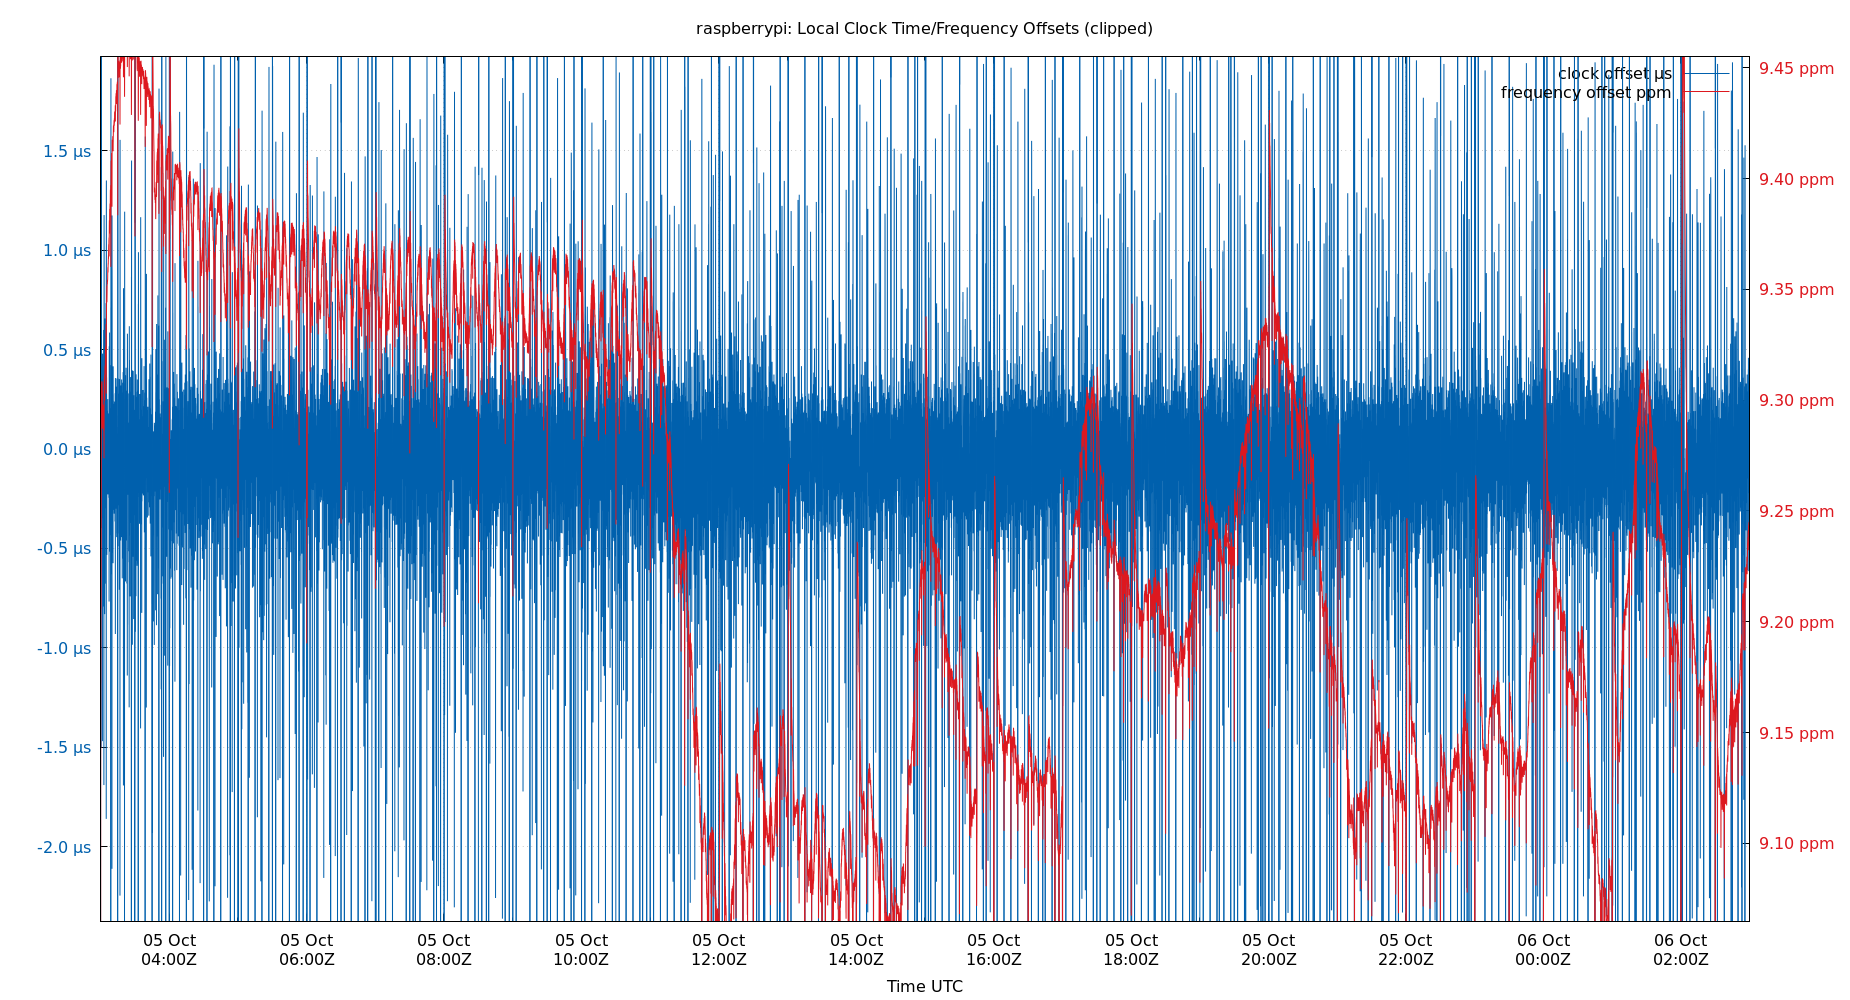 raspberrypi: Local Clock Time/Frequency Offsets (clipped)
clock offset µs
frequency offset ppm
1.5 µs
1.0 µs
0.5 µs
0.0 µs
-0.5 µs
-1.0 µs
-1.5 µs
-2.0 µs
9.45 ppm
9.40 ppm
9.35 ppm
9.30 ppm
9.25 ppm
9.20 ppm
9.15 ppm
9.10 ppm
05 Oct 05 Oct 05 Oct 05 Oct 05 Oct 05 Oct 05 Oct 05 Oct 05 Oct 05 Oct 06 Oct 06 Oct
04:00Z 06:00Z 08:00Z 10:00Z 12:00Z 14:00Z 16:00Z 18:00Z 20:00Z 22:00Z 00:00Z 02:00Z
Time UTC